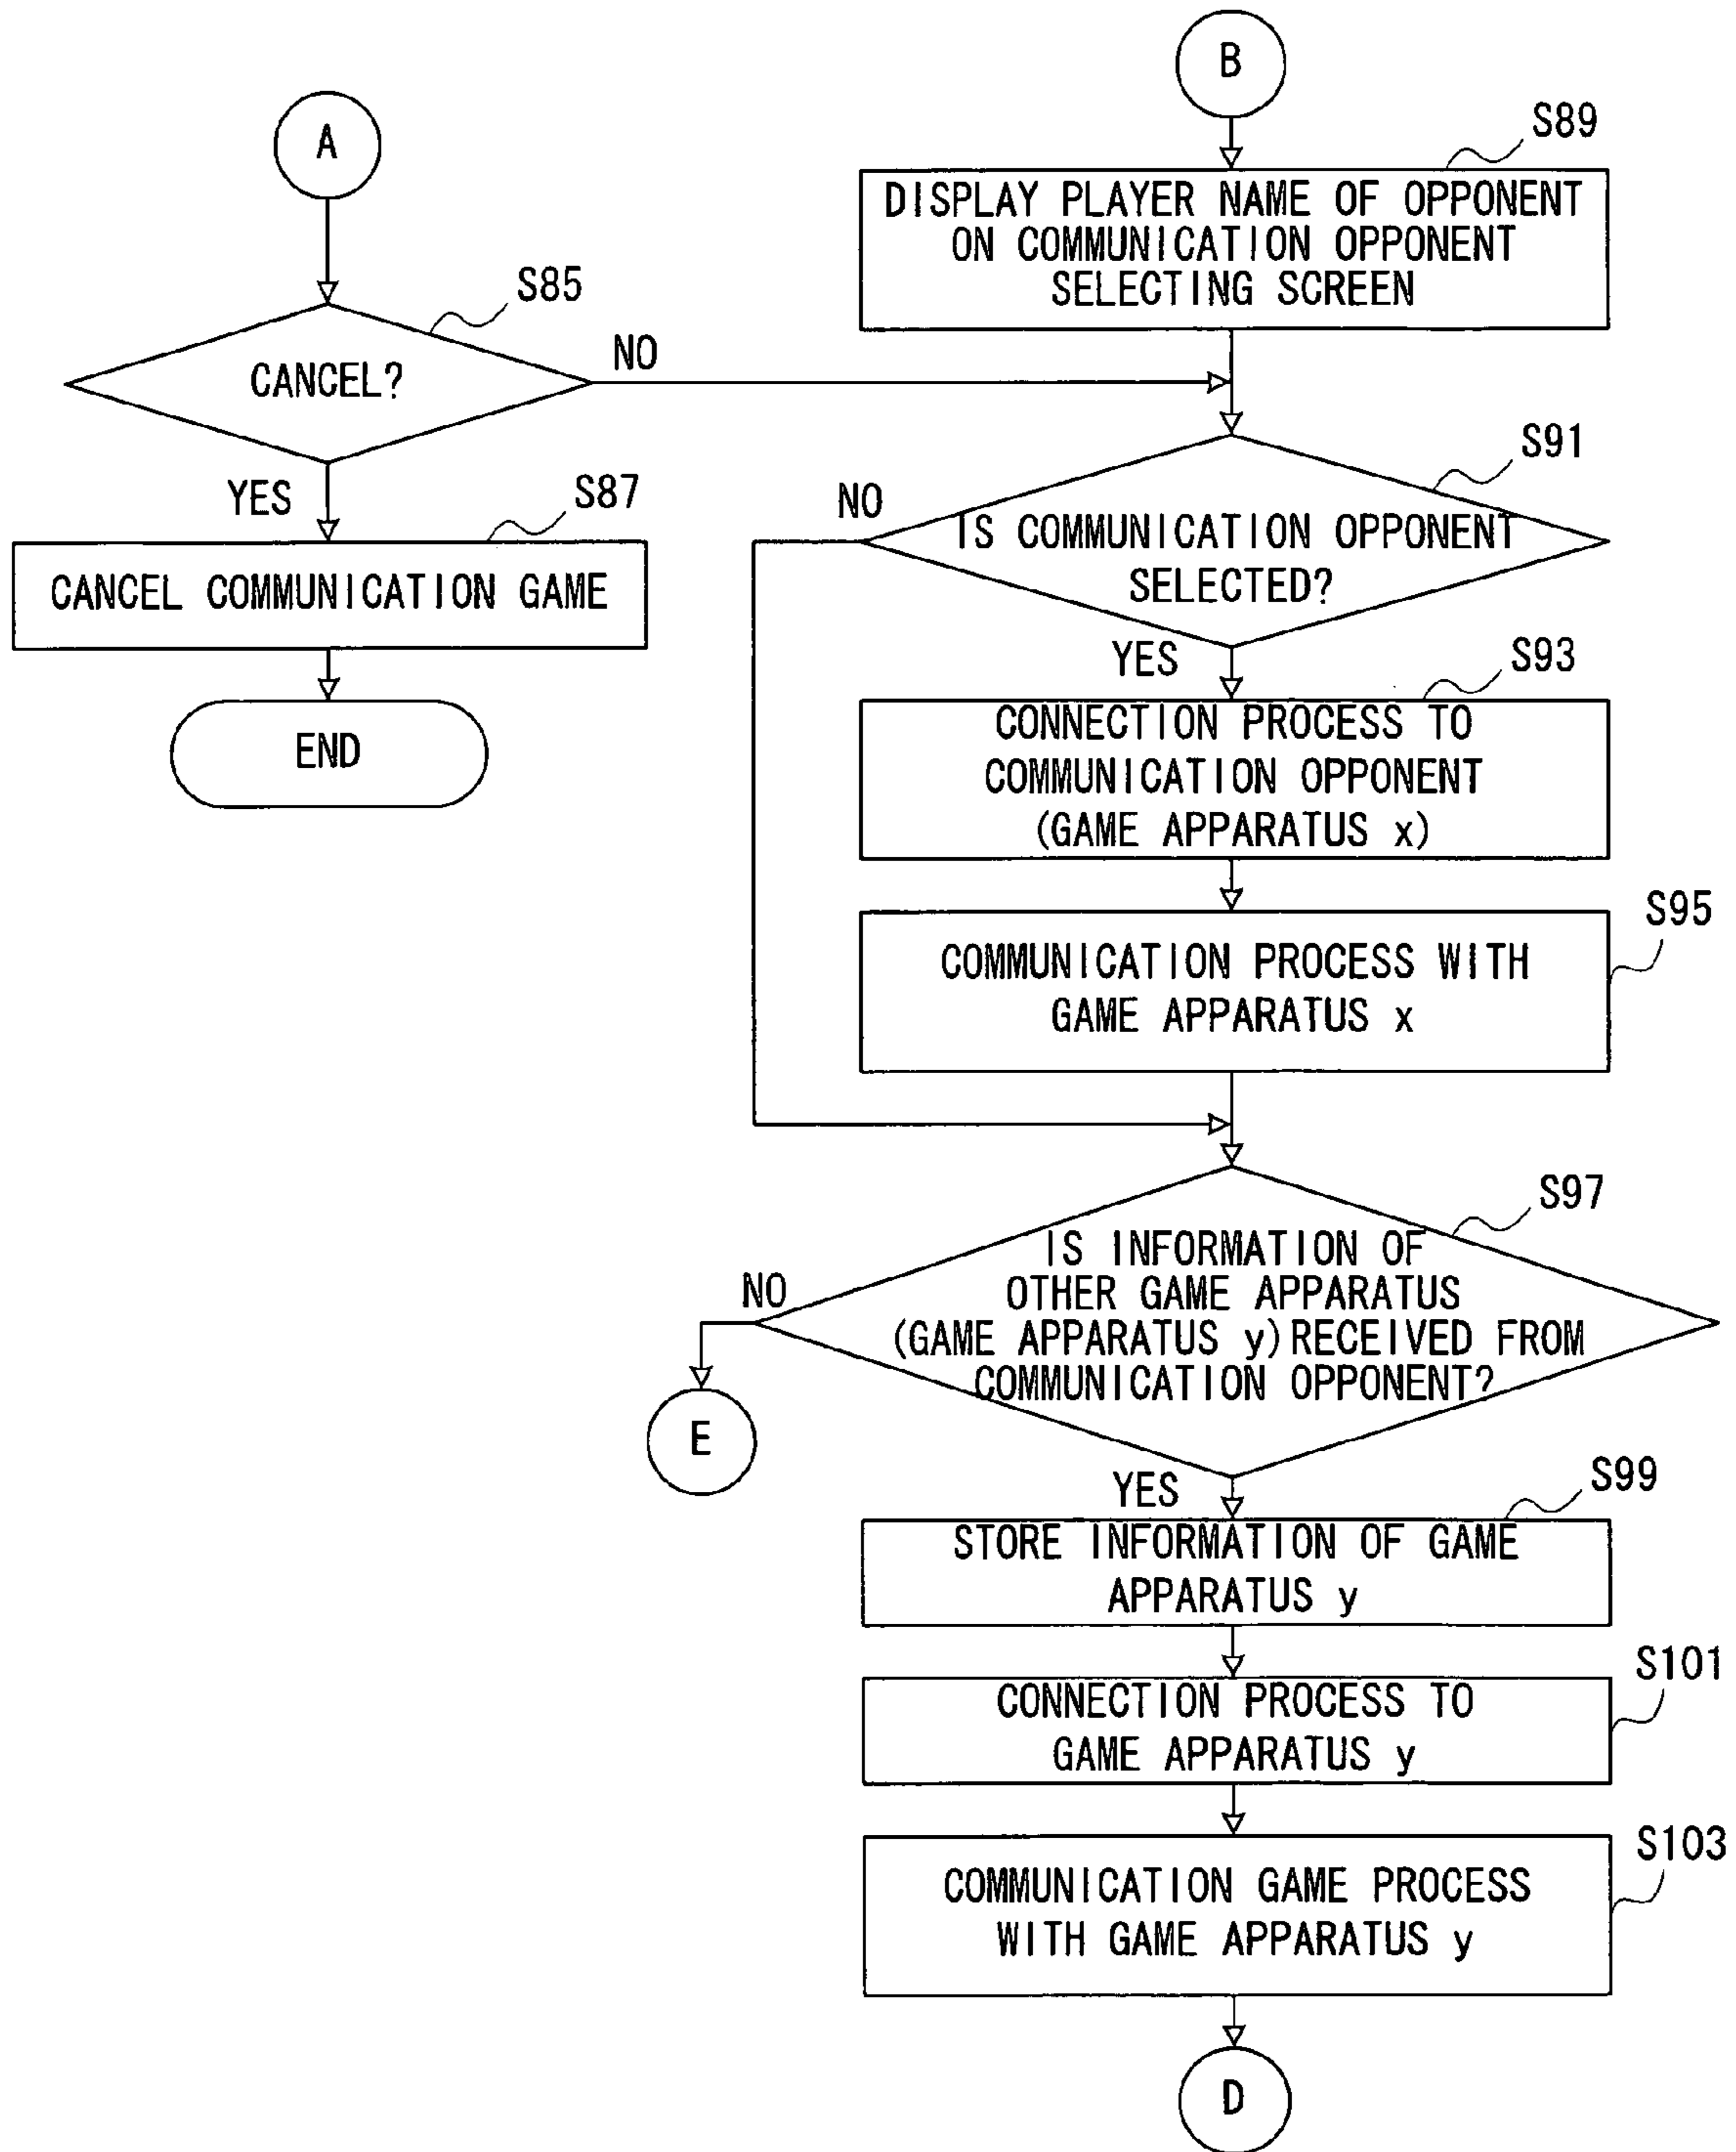 A
S85
CANCEL?
NO
YES
S87
CANCEL COMMUNICATION GAME
END
B
S89
DISPLAY PLAYER NAME OF OPPONENT
ON COMMUNICATION OPPONENT
SELECTING SCREEN
S91
NO
IS COMMUNICATION OPPONENT
SELECTED?
YES
S93
CONNECTION PROCESS TO
COMMUNICATION OPPONENT
(GAME APPARATUS x)
S95
COMMUNICATION PROCESS WITH
GAME APPARATUS x
S97
IS INFORMATION OF
OTHER GAME APPARATUS
(GAME APPARATUS y) RECEIVED FROM
COMMUNICATION OPPONENT?
NO
E
YES
S99
STORE INFORMATION OF GAME
APPARATUS y
S101
CONNECTION PROCESS TO
GAME APPARATUS y
S103
COMMUNICATION GAME PROCESS
WITH GAME APPARATUS y
D